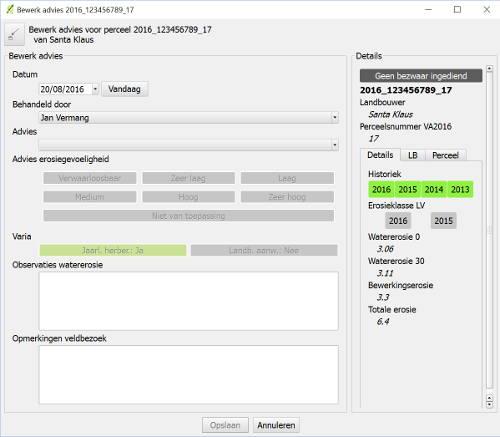 Bewerk advies 2016_123456789_17
Bewerk advies voor perceel 2016_123456789_17
van Santa Klaus
Bewerk advies
Datum
20/08/2016 Vandaag
Behandeld door
Jan Vermang
Advies
Advies erosiegevoeligheid
Verwaarloosbaar Zeer laag Laag
Medium Hoog Zeer hoog
Niet van toepassing
Varia
Jaarl. herber.: Ja Landb. aanw.: Nee
Observaties watererosie
Opmerkingen veldbezoek
Opslaan Annuleren
Details
Geen bezwaar ingediend
2016_123456789_17
Landbouwer
Santa Klaus
Perceelsnummer VA2016
17
Details LB Perceel
Historiek
2016 2015 2014 2013
Erosieklasse LV
2016 2015
Watererosie 0
3.06
Watererosie 30
3.11
Bewerkingserosie
3.3
Totale erosie
6.4